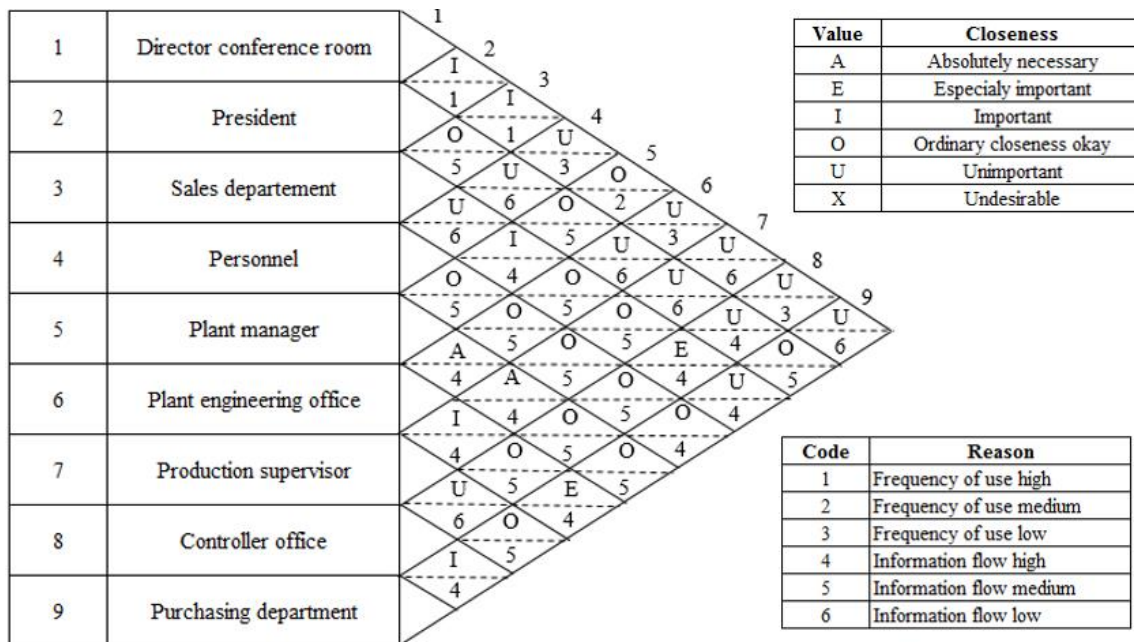 1 Director conference room
2 President
3 Sales departement
4 Personnel
5 Plant manager
6 Plant engineering office
7 Production supervisor
8 Controller office
9 Purchasing department
1
2
3
4
5
6
7
8
9
I
1 I
O 1 U
5 U 3 O
U 6 O 2 U
6 I 5 U 3 U
O 4 O 6 U 6 U
5 O 5 O 6 U 3 U
A 5 O 5 E 4 O 6
4 A 5 O 4 U 5
I 4 O 5 O 4
4 O 5 O 4
U 5 E 5
6 O 4
I 5
4
Value Closeness
A Absolutely necessary
E Especialy important
I Important
O Ordinary closeness okay
U Unimportant
X Undesirable
Code Reason
1 Frequency of use high
2 Frequency of use medium
3 Frequency of use low
4 Information flow high
5 Information flow medium
6 Information flow low